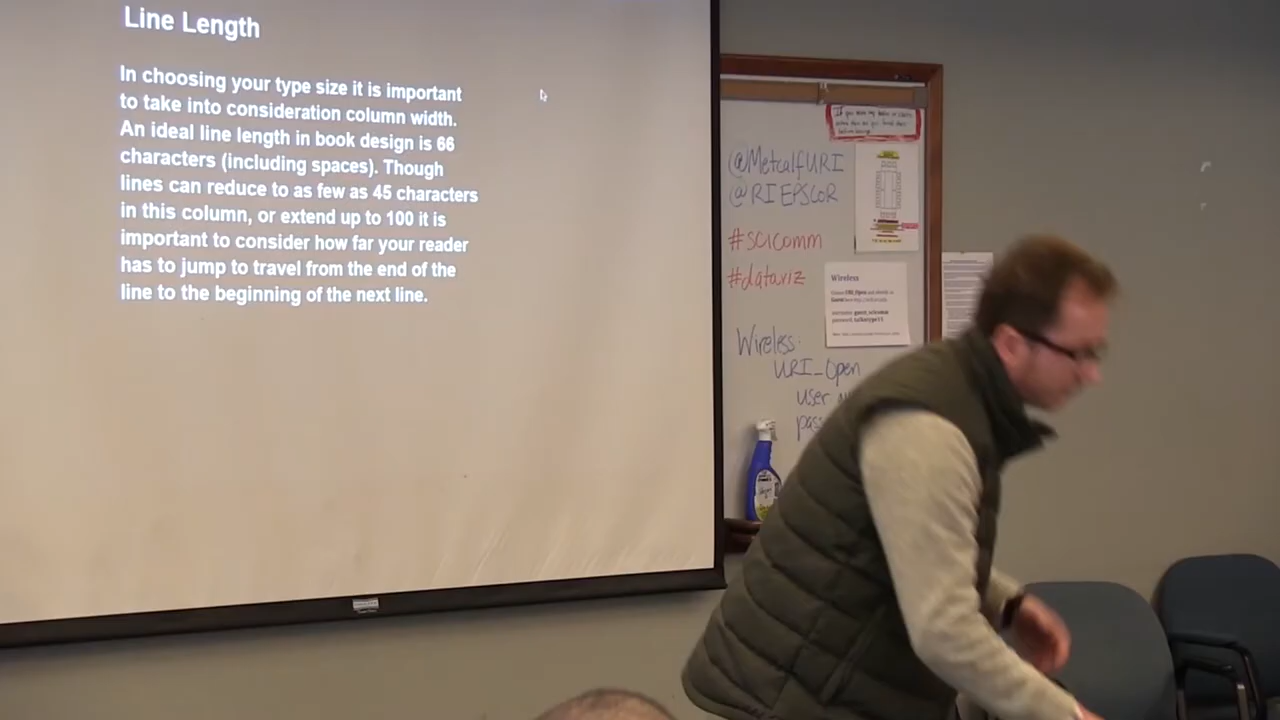 Line Length
In choosing your type size it is important
to take into consideration column width.
An ideal line length in book design is 66
characters (including spaces). Though
lines can reduce to as few as 45 characters
in this column, or extend up to 100 it is
important to consider how far your reader
has to jump to travel from the end of the
line to the beginning of the next line.
@MetcalfURI
@RIEPSCOR
#scicomm
#dataviz
Wireless
Wireless:
URI_Open
user